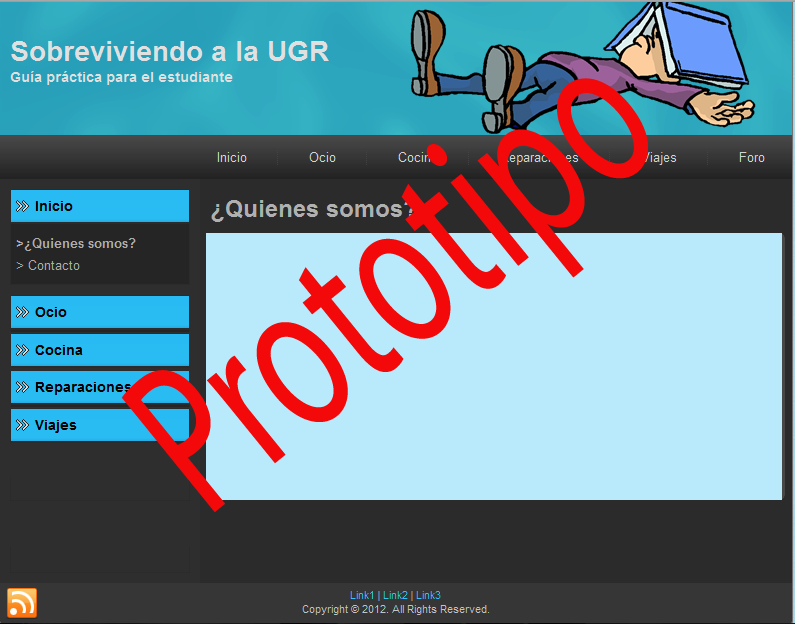 Sobreviviendo a la UGR
Guía práctica para el estudiante
Inicio Ocio Cocina Reparaciones Viajes Foro
Inicio
>¿Quienes somos?
> Contacto
Ocio
Cocina
Reparaciones
Viajes
¿Quienes somos?
Prototipo
Link1 | Link2 | Link3
Copyright © 2012. All Rights Reserved.